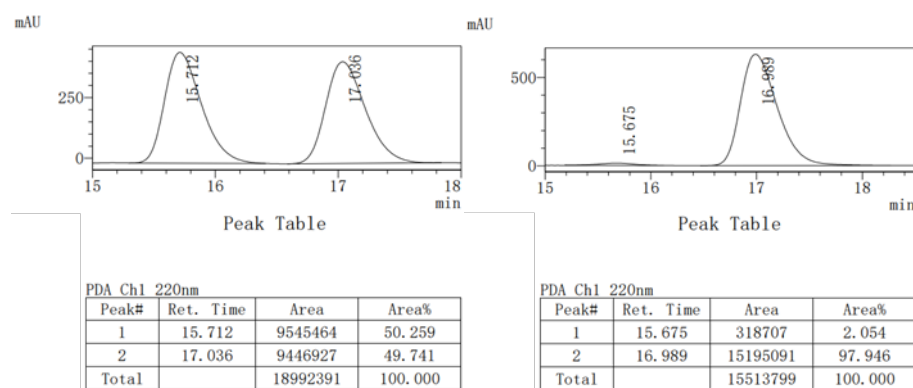 mAU
250
0
15.712
17.036
15 16 17 18
min
Peak Table
PDA Ch1 220nm
Peak# Ret. Time Area Area%
1 15.712 9545464 50.259
2 17.036 9446927 49.741
Total 18992391 100.000
mAU
500
0
15.675
16.989
15 16 17 18
min
Peak Table
PDA Ch1 220nm
Peak# Ret. Time Area Area%
1 15.675 318707 2.054
2 16.989 15195091 97.946
Total 15513799 100.000